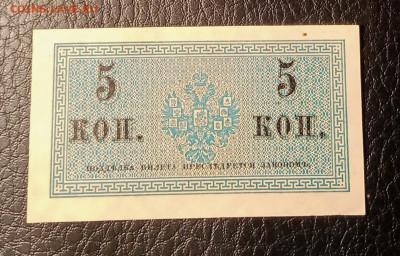 COINS.LAVE.RU
5 5
КОП. КОП.
ПОДДѢЛКА БИЛЕТА ПРЕСЛѢДУЕТСЯ ЗАКОНОМЪ.